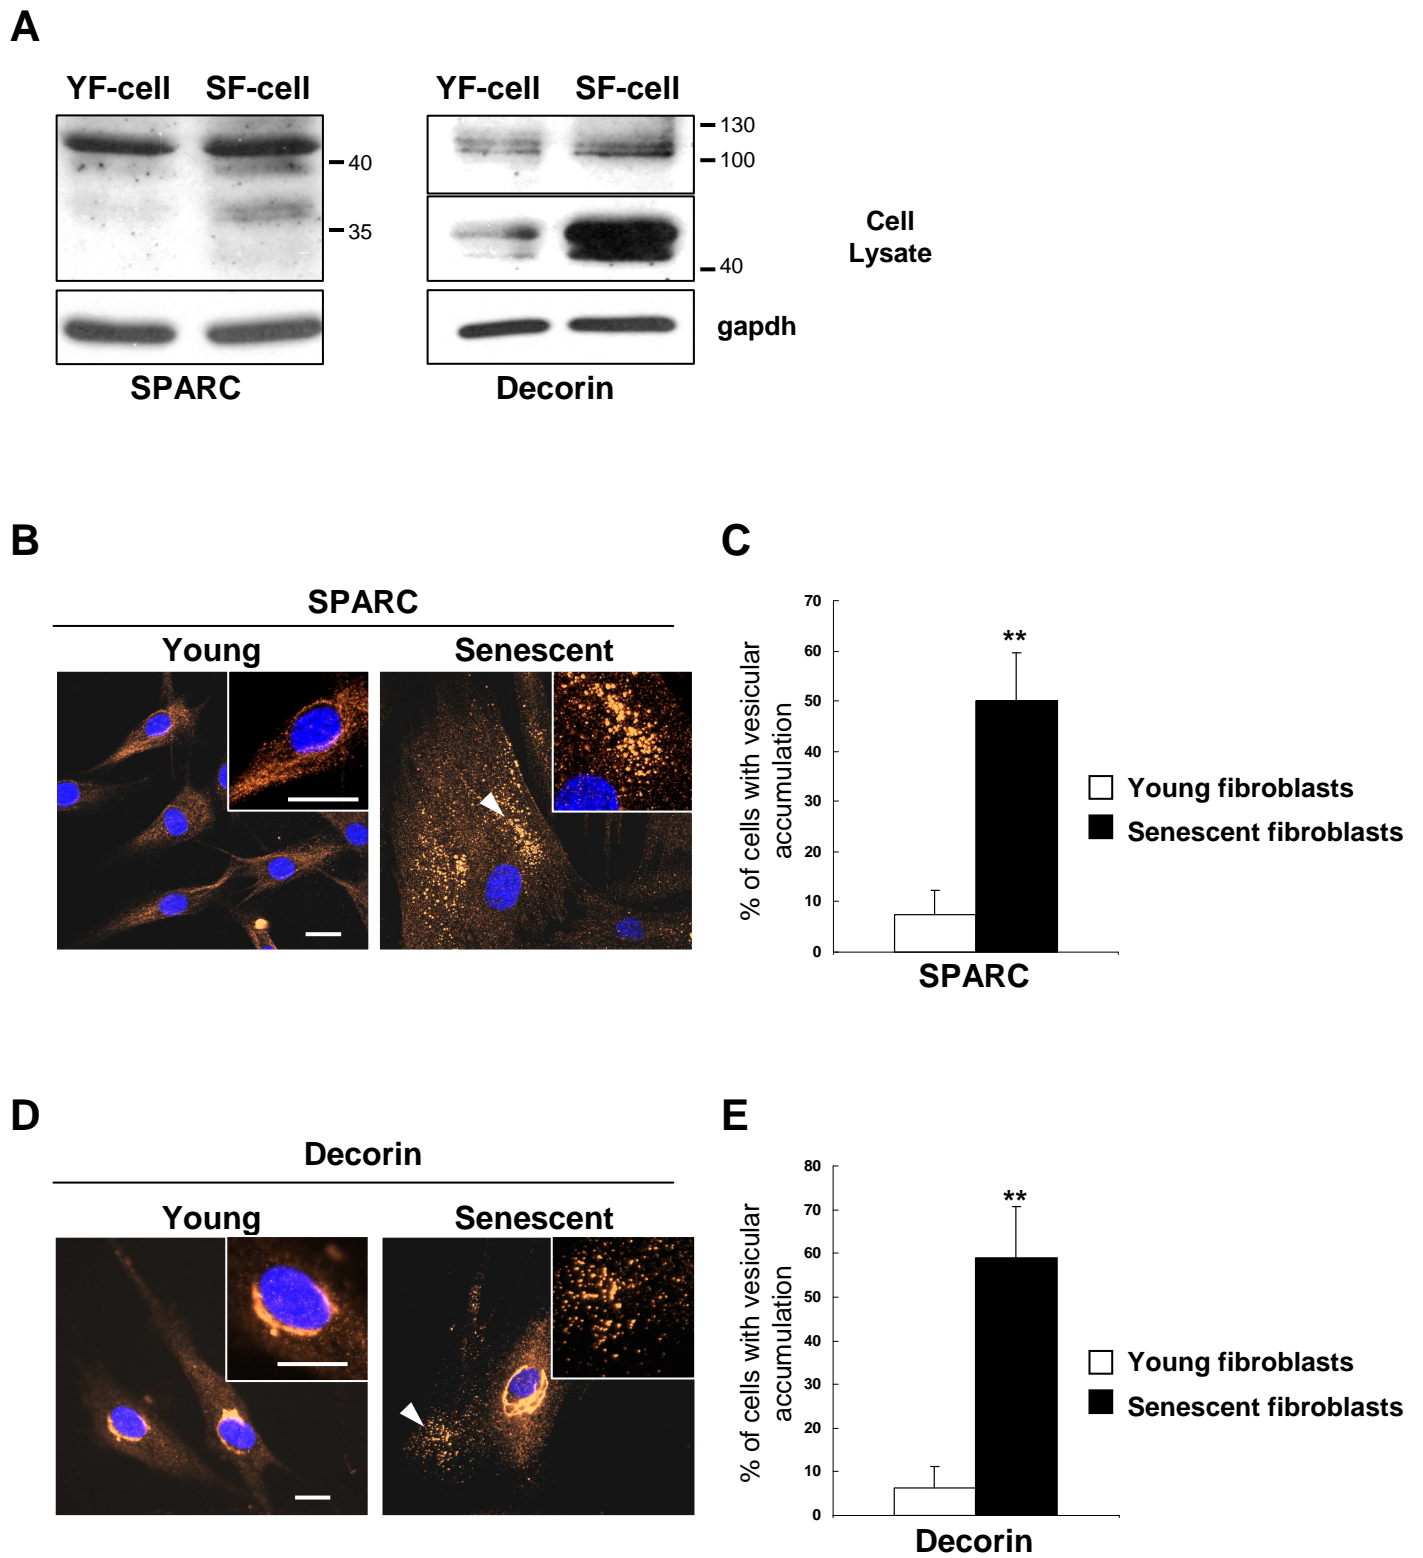 A
YF-cell SF-cell
40
35
SPARC
YF-cell SF-cell
130
100
40
gapdh
Decorin
Cell
Lysate
B
SPARC
Young Senescent
C
% of cells with vesicular
accumulation
70
60
50
40
30
20
10
0
**
SPARC
Young fibroblasts
Senescent fibroblasts
D
Decorin
Young Senescent
E
% of cells with vesicular
accumulation
80
70
60
50
40
30
20
10
0
**
Decorin
Young fibroblasts
Senescent fibroblasts